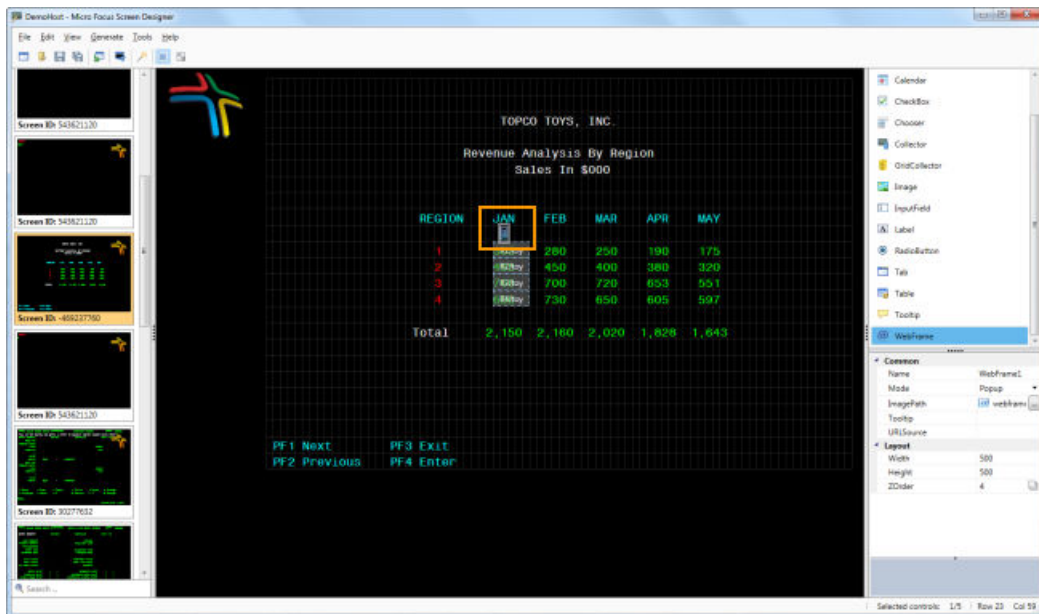 DemoHost - Micro Focus Screen Designer
File Edit View Generate Tools Help
Screen ID: 543621120
Screen ID: 543621120
Screen ID: -469237760
Screen ID: 543621120
Screen ID: 30277632
Search ...
TOPCO TOYS, INC.
Revenue Analysis By Region
Sales In $000
REGION JAN FEB MAR APR MAY
1 280 250 190 175
2 450 400 380 320
3 700 720 653 551
4 730 650 605 597
Total 2,150 2,160 2,020 1,828 1,643
PF1 Next PF3 Exit
PF2 Previous PF4 Enter
Calendar
CheckBox
Chooser
Collector
GridCollector
Image
InputField
Label
RadioButton
Tab
Table
Tooltip
WebFrame
Common
Name WebFrame1
Mode Popup
ImagePath webframe
Tooltip
URLSource
Layout
Width 500
Height 500
ZOrder 4
Selected controls: 1/5 Row 23 Col 59